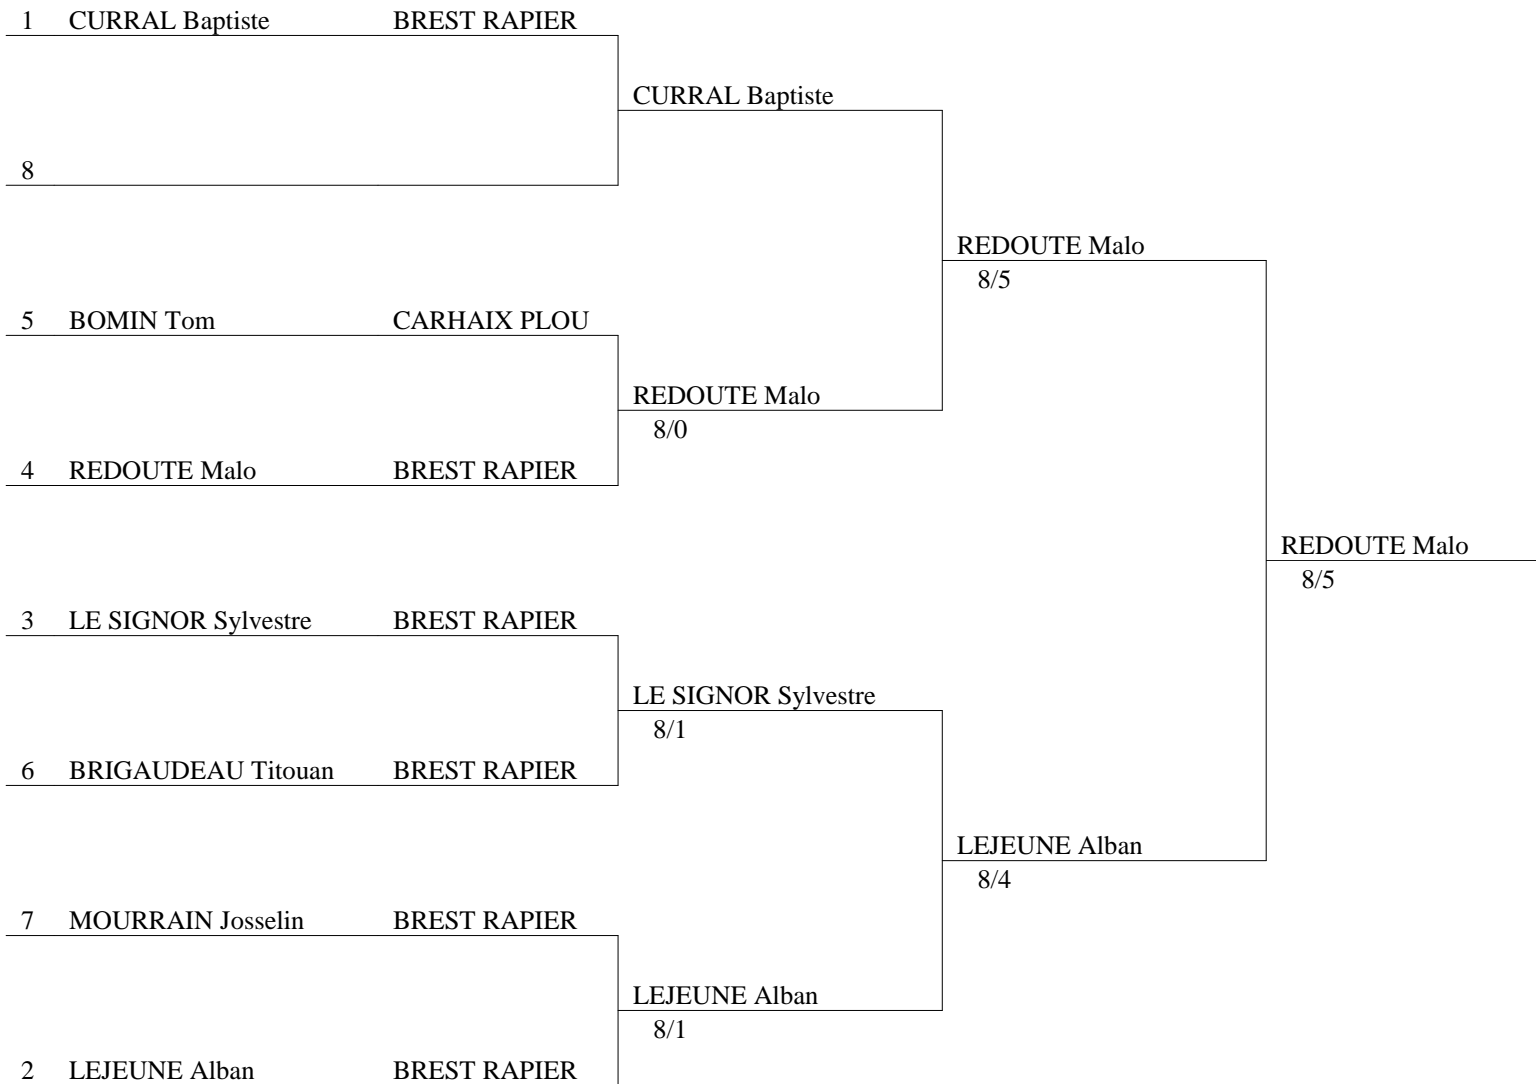 1 CURRAL Baptiste BREST RAPIER
CURRAL Baptiste
8
REDOUTE Malo
8/5
5 BOMIN Tom CARHAIX PLOU
REDOUTE Malo
8/0
4 REDOUTE Malo BREST RAPIER
REDOUTE Malo
8/5
3 LE SIGNOR Sylvestre BREST RAPIER
LE SIGNOR Sylvestre
8/1
6 BRIGAUDEAU Titouan BREST RAPIER
LEJEUNE Alban
8/4
7 MOURRAIN Josselin BREST RAPIER
LEJEUNE Alban
8/1
2 LEJEUNE Alban BREST RAPIER